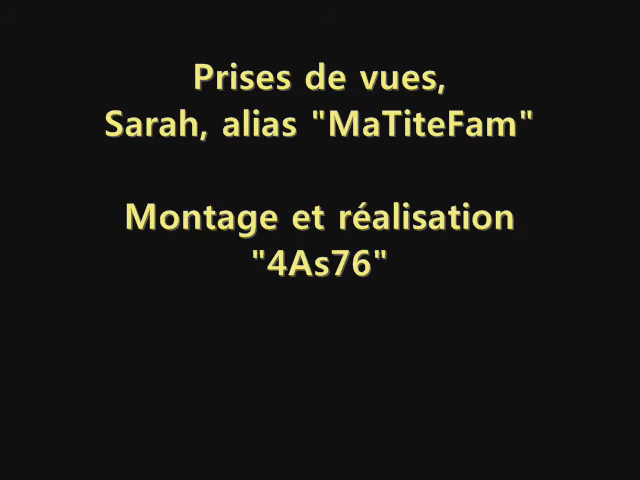 Prises de vues,
Sarah, alias "MaTiteFam"
Montage et réalisation
"4As76"